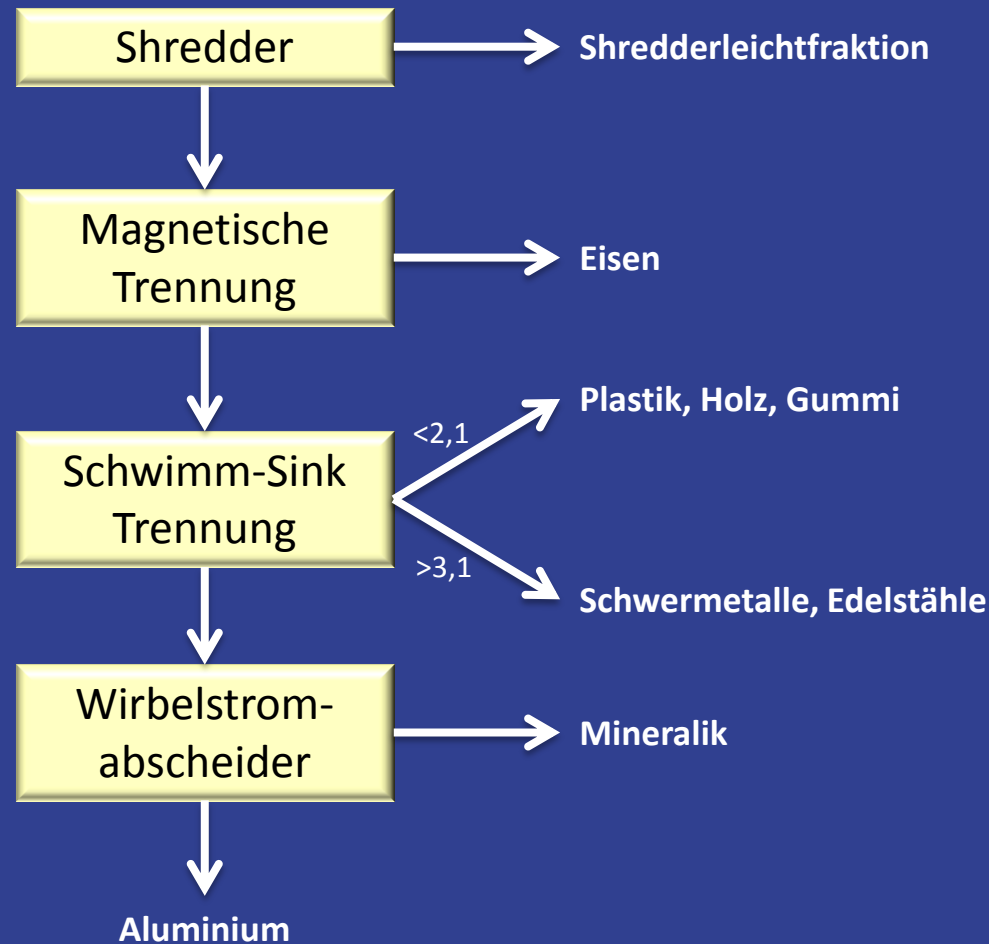 Shredder
Shredderleichtfraktion
Magnetische
Trennung
Eisen
Plastik, Holz, Gummi
<2,1
Schwimm-Sink
Trennung
>3,1
Schwermetalle, Edelstähle
Wirbelstrom-
abscheider
Mineralik
Aluminium